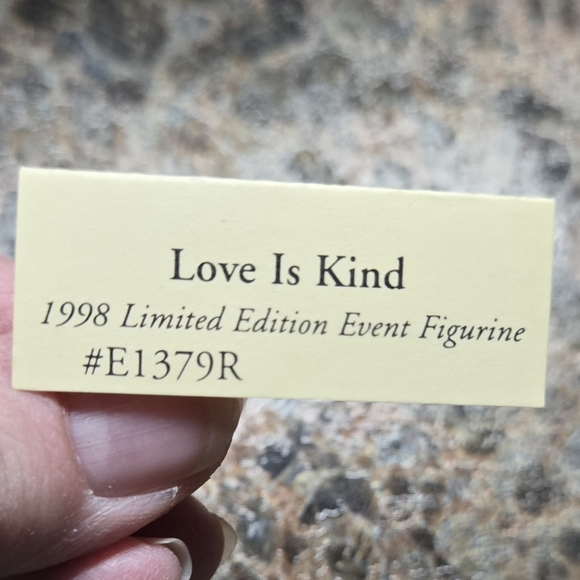 Love Is Kind
1998 Limited Edition Event Figurine
#E1379R